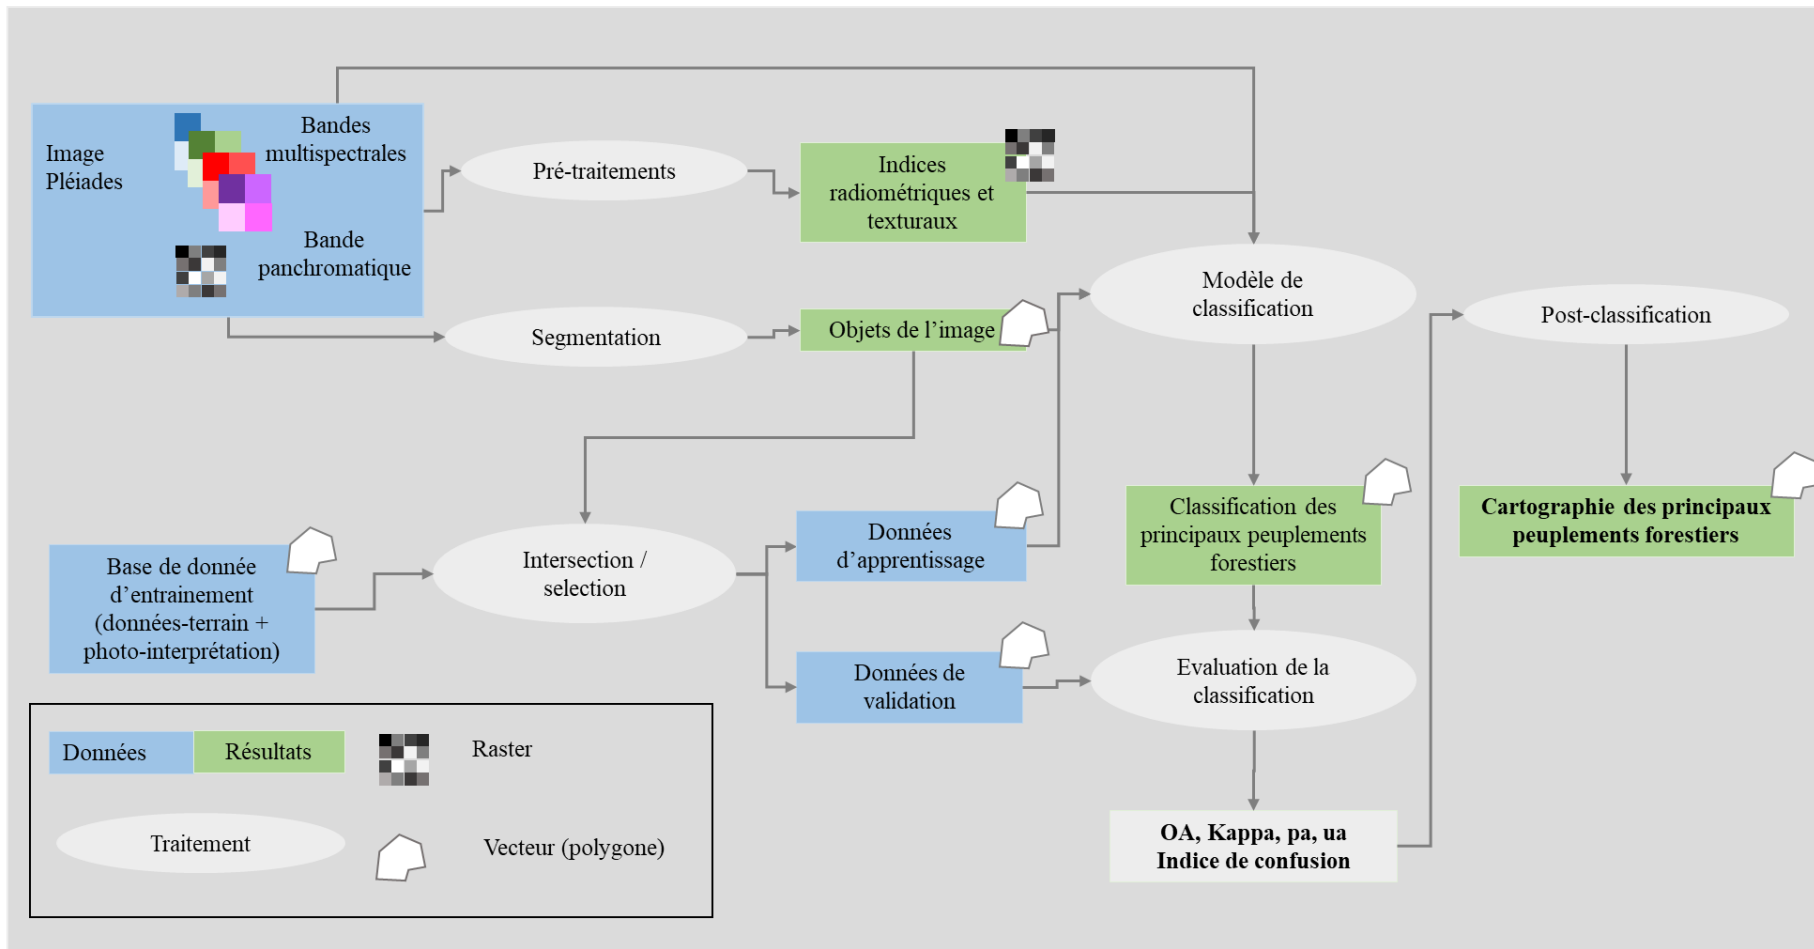 Image
Pléiades
Bandes
multispectrales
Bande
panchromatique
Pré-traitements
Indices
radiométriques et
texturaux
Segmentation
Objets de l’image
Modèle de
classification
Post-classification
Base de donnée
d’entrainement
(données-terrain +
photo-interprétation)
Intersection /
selection
Données
d’apprentissage
Classification des
principaux peuplements
forestiers
Cartographie des principaux
peuplements forestiers
Données de
validation
Evaluation de la
classification
OA, Kappa, pa, ua
Indice de confusion
Données
Résultats
Raster
Traitement
Vecteur (polygone)